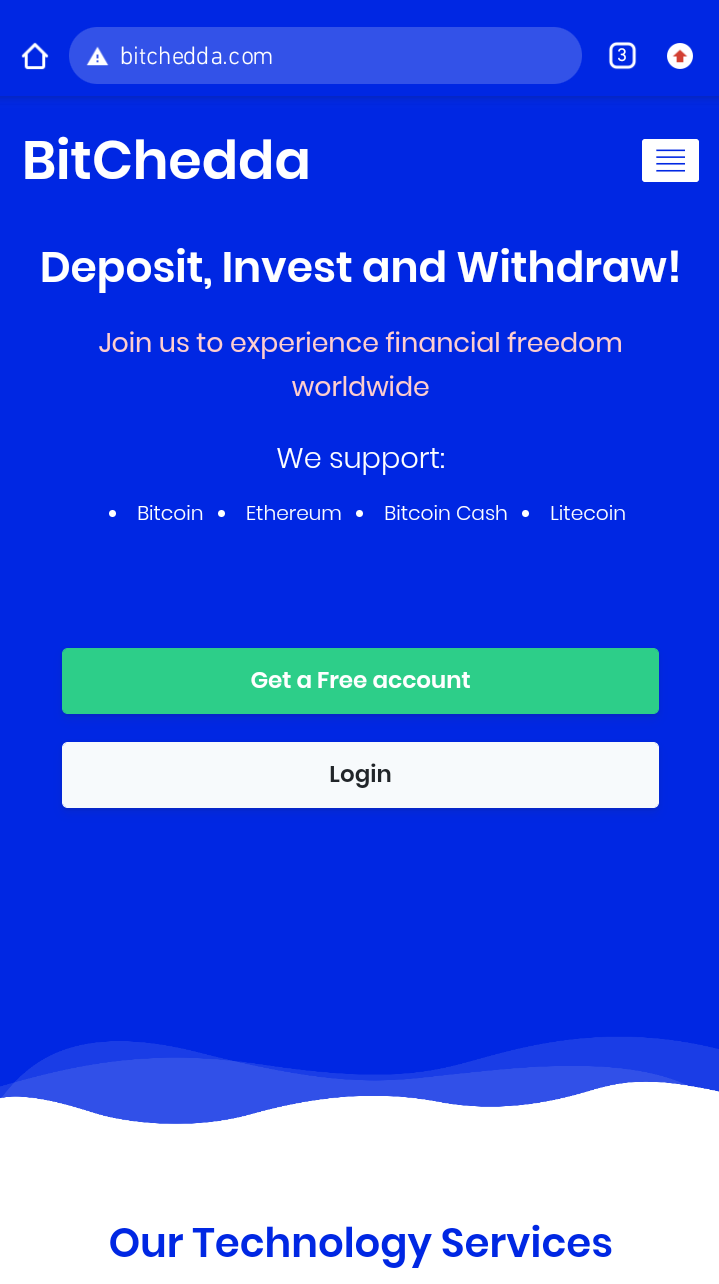 bitchedda.com
3
BitChedda
Deposit, Invest and Withdraw!
Join us to experience financial freedom
worldwide
We support:
• Bitcoin • Ethereum • Bitcoin Cash • Litecoin
Get a Free account
Login
Our Technology Services